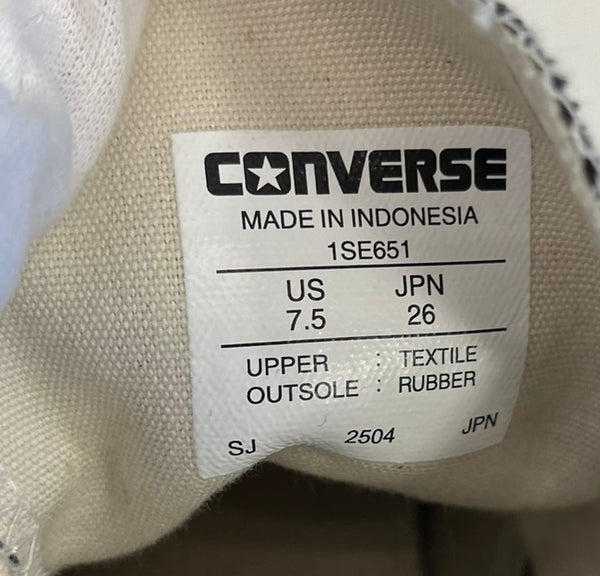 CONVERSE
MADE IN INDONESIA
1SE651
US JPN
7.5 26
UPPER : TEXTILE
OUTSOLE : RUBBER
SJ 2504 JPN